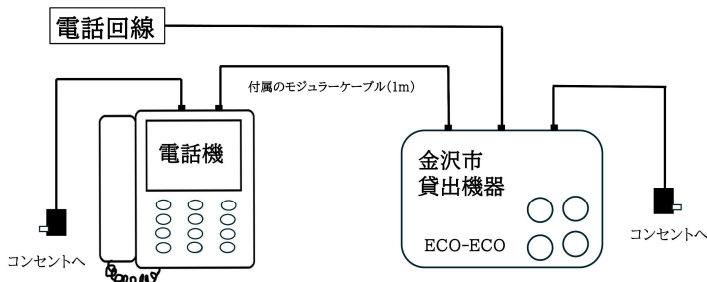 電話回線
付属のモジュラーケーブル(1m)
電話機
金沢市
貸出機器
ECO-ECO
コンセントへ
コンセントへ